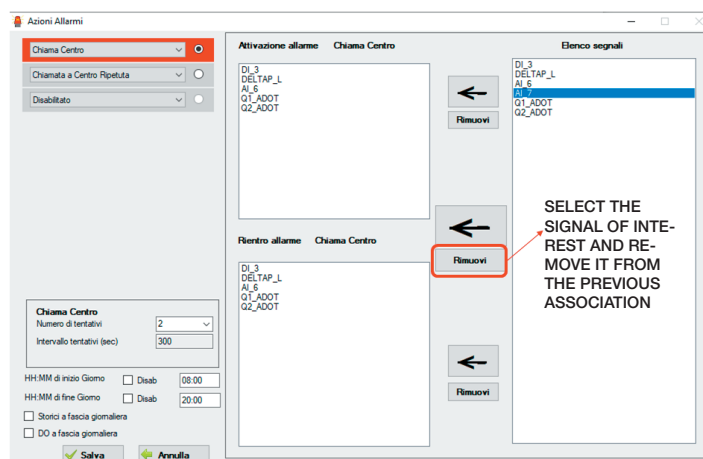 Azioni Allarmi
Chiama Centro
Chiamata a Centro Ripetuta
Disabilitato
Attivazione allarme Chiama Centro
DI_3
DELTAP_L
AI_6
Q1_ADOT
Q2_ADOT
Rimuovi
Elenco segnali
DI_3
DELTAP_L
AI_6
AI_7
Q1_ADOT
Q2_ADOT
Rimuovi
SELECT THE
SIGNAL OF INTE-
REST AND RE-
MOVE IT FROM
THE PREVIOUS
ASSOCIATION
Rientro allarme Chiama Centro
DI_3
DELTAP_L
AI_6
Q1_ADOT
Q2_ADOT
Rimuovi
Chiama Centro
Numero di tentativi 2
Intervallo tentativi (sec) 300
HH:MM di inizio Giorno Disab 08:00
HH:MM di fine Giorno Disab 20:00
Storici a fascia giornaliera
DO a fascia giornaliera
Salva Annulla